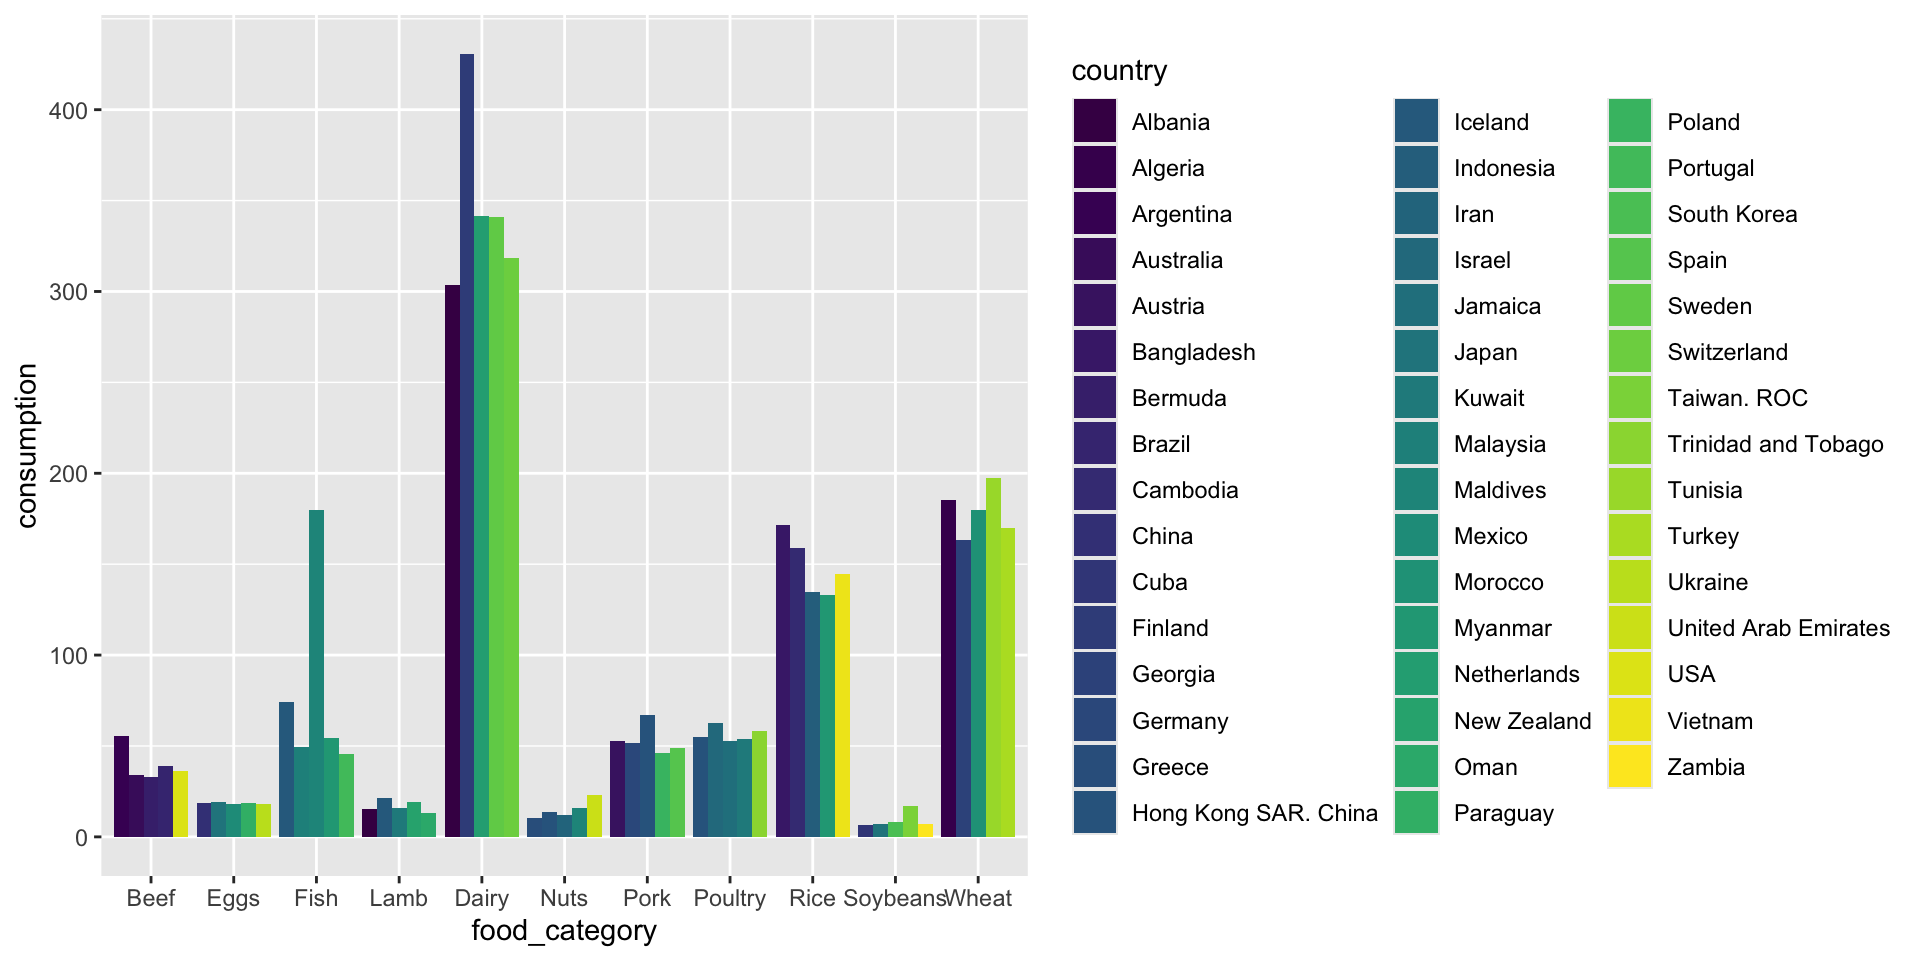 country
400
300
200
100
0
consumption
Beef
Eggs
Fish
Lamb
Dairy
Nuts
Pork
Poultry
Rice
Soybeans
Wheat
food_category
Albania
Algeria
Argentina
Australia
Austria
Bangladesh
Bermuda
Brazil
Cambodia
China
Cuba
Finland
Georgia
Germany
Greece
Hong Kong SAR. China
Iceland
Indonesia
Iran
Israel
Jamaica
Japan
Kuwait
Malaysia
Maldives
Mexico
Morocco
Myanmar
Netherlands
New Zealand
Oman
Paraguay
Poland
Portugal
South Korea
Spain
Sweden
Switzerland
Taiwan. ROC
Trinidad and Tobago
Tunisia
Turkey
Ukraine
United Arab Emirates
USA
Vietnam
Zambia